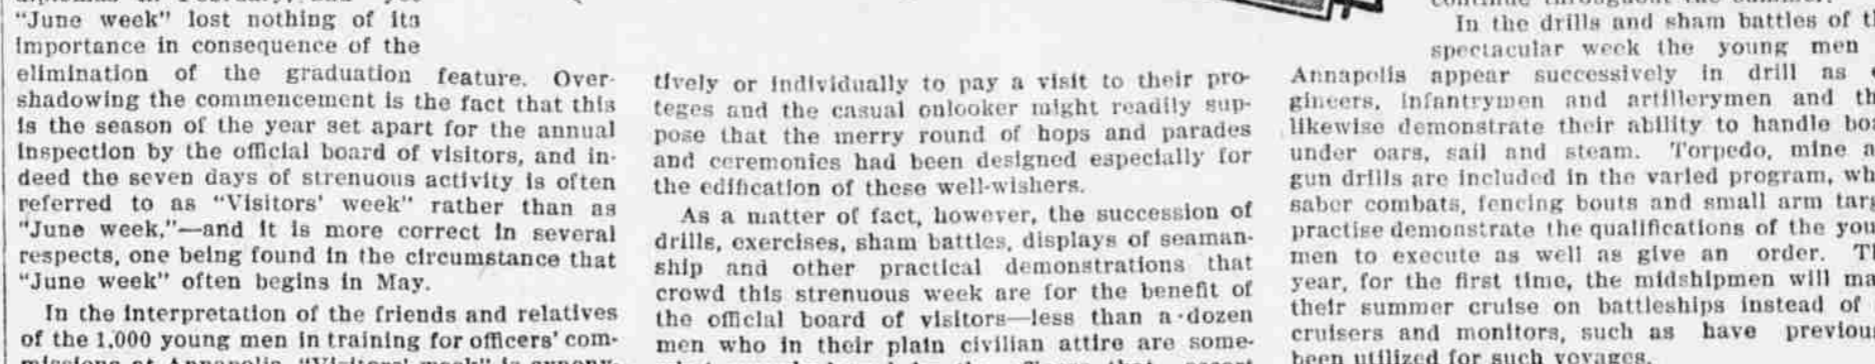 "June week" lost nothing of its
importance in consequence of the
elimination of the graduation feature. Over-
shadowing the commencement is the fact that this
is the season of the year set apart for the annual
inspection by the official board of visitors, and in-
deed the seven days of strenuous activity is often
referred to as "Visitors' week" rather than as
"June week,"—and it is more correct in several
respects, one being found in the circumstance that
"June week" often begins in May.
In the interpretation of the friends and relatives
of the 1,000 young men in training for officers' com-
tively or individually to pay a visit to their pro-
teges and the casual onlooker might readily sup-
pose that the merry round of hops and parades
and ceremonies had been designed especially for
the edification of these well-wishers.
As a matter of fact, however, the succession of
drills, exercises, sham battles, displays of seaman-
ship and other practical demonstrations that
crowd this strenuous week are for the benefit of
the official board of visitors—less than a dozen
men who in their plain civilian attire are some-
In the drills and sham battles of
spectacular week the young men
Annapolis appear successively in drill as
gineers, infantrymen and artillerymen and
likewise demonstrate their ability to handle
under oars, sail and steam. Torpedo, mine
gun drills are included in the varied program,
saber combats, fencing bouts and small arm
practise demonstrate the qualifications of the
men to execute as well as give an order.
year, for the first time, the midshipmen will
their summer cruise on battleships instead of
cruisers and monitors, such as have
been utilized for such voyages.